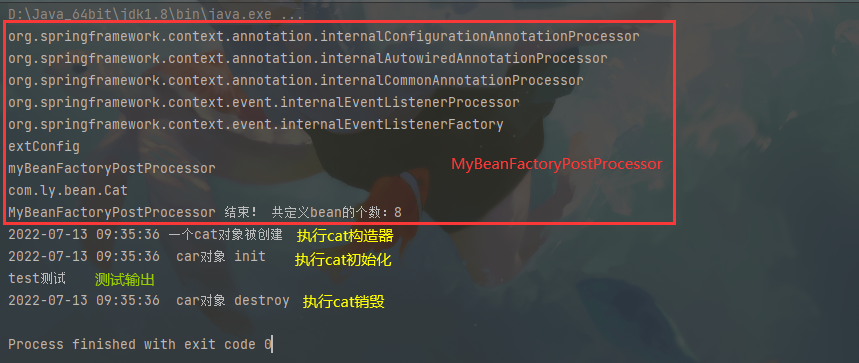 D:\Java_64bit\jdk1.8\bin\java.exe ...
org.springframework.context.annotation.internalConfigurationAnnotationProcessor
org.springframework.context.annotation.internalAutowiredAnnotationProcessor
org.springframework.context.annotation.internalCommonAnnotationProcessor
org.springframework.context.event.internalEventListenerProcessor
org.springframework.context.event.internalEventListenerFactory
extConfig
myBeanFactoryPostProcessor
MyBeanFactoryPostProcessor
com.ly.bean.Cat
MyBeanFactoryPostProcessor 结束! 共定义bean的个数：8
2022-07-13 09:35:36 一个cat对象被创建 执行cat构造器
2022-07-13 09:35:36 car对象 init 执行cat初始化
test测试 测试输出
2022-07-13 09:35:36 car对象 destroy 执行cat销毁
Process finished with exit code 0